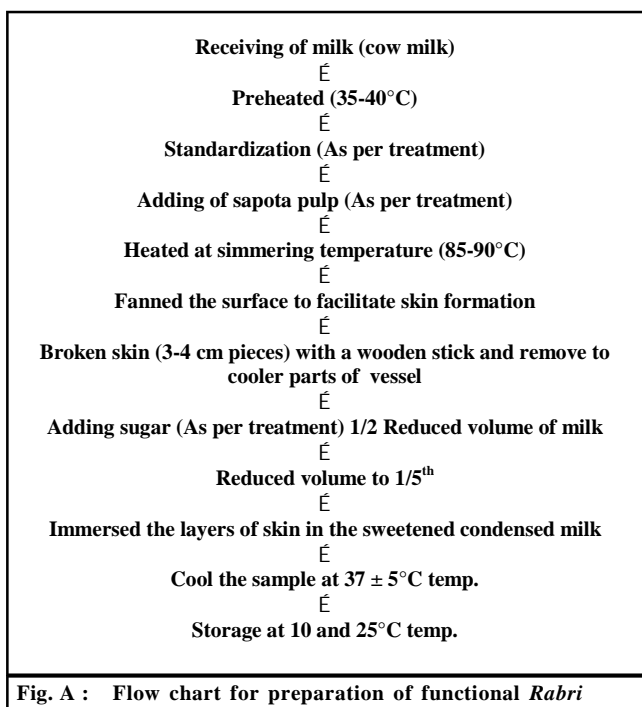 Receiving of milk (cow milk)
É
Preheated (35-40°C)
É
Standardization (As per treatment)
É
Adding of sapota pulp (As per treatment)
É
Heated at simmering temperature (85-90°C)
É
Fanned the surface to facilitate skin formation
É
Broken skin (3-4 cm pieces) with a wooden stick and remove to
cooler parts of vessel
É
Adding sugar (As per treatment) 1/2 Reduced volume of milk
É
Reduced volume to 1/5th
É
Immersed the layers of skin in the sweetened condensed milk
É
Cool the sample at 37 ± 5°C temp.
É
Storage at 10 and 25°C temp.
Fig. A : Flow chart for preparation of functional Rabri